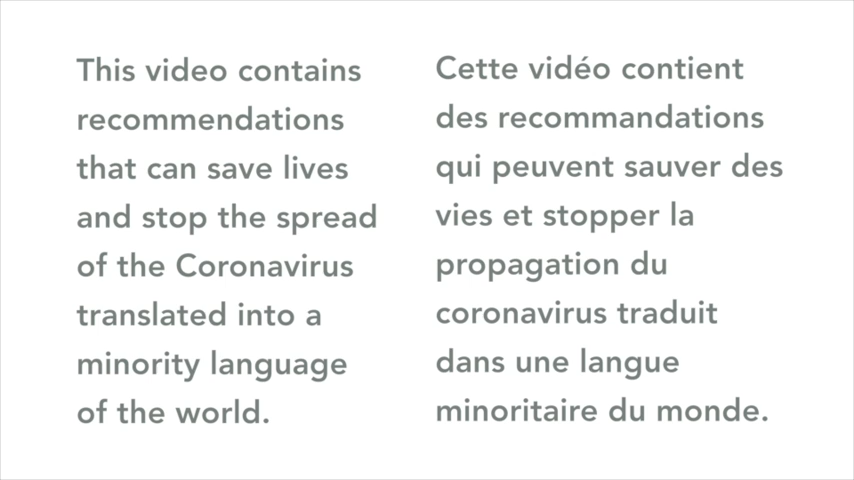 This video contains
recommendations
that can save lives
and stop the spread
of the Coronavirus
translated into a
minority language
of the world.
Cette vidéo contient
des recommandations
qui peuvent sauver des
vies et stopper la
propagation du
coronavirus traduit
dans une langue
minoritaire du monde.